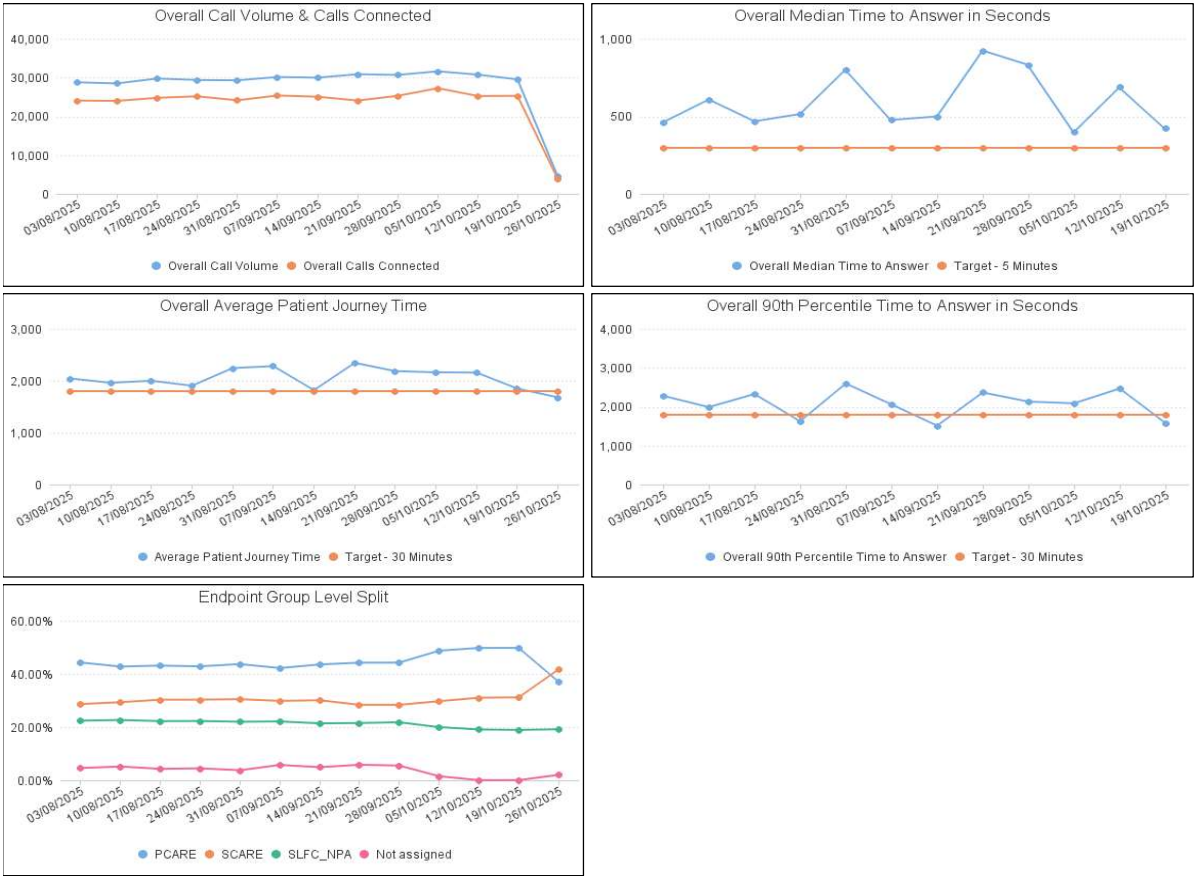 Overall Call Volume & Calls Connected
40,000
30,000
20,000
10,000
0
03/08/2025 10/08/2025 17/08/2025 24/08/2025 31/08/2025 07/09/2025 14/09/2025 21/09/2025 28/09/2025 05/10/2025 12/10/2025 19/10/2025 26/10/2025
Overall Call Volume Overall Calls Connected
Overall Median Time to Answer in Seconds
1,000
500
0
03/08/2025 10/08/2025 17/08/2025 24/08/2025 31/08/2025 07/09/2025 14/09/2025 21/09/2025 28/09/2025 05/10/2025 12/10/2025 19/10/2025
Overall Median Time to Answer Target - 5 Minutes
Overall Average Patient Journey Time
3,000
2,000
1,000
0
03/08/2025 10/08/2025 17/08/2025 24/08/2025 31/08/2025 07/09/2025 14/09/2025 21/09/2025 28/09/2025 05/10/2025 12/10/2025 19/10/2025 26/10/2025
Average Patient Journey Time Target - 30 Minutes
Overall 90th Percentile Time to Answer in Seconds
4,000
3,000
2,000
1,000
0
03/08/2025 10/08/2025 17/08/2025 24/08/2025 31/08/2025 07/09/2025 14/09/2025 21/09/2025 28/09/2025 05/10/2025 12/10/2025 19/10/2025
Overall 90th Percentile Time to Answer Target - 30 Minutes
Endpoint Group Level Split
60.00%
40.00%
20.00%
0.00%
03/08/2025 10/08/2025 17/08/2025 24/08/2025 31/08/2025 07/09/2025 14/09/2025 21/09/2025 28/09/2025 05/10/2025 12/10/2025 19/10/2025 26/10/2025
PCARE SCARE SLFC_NPA Not assigned